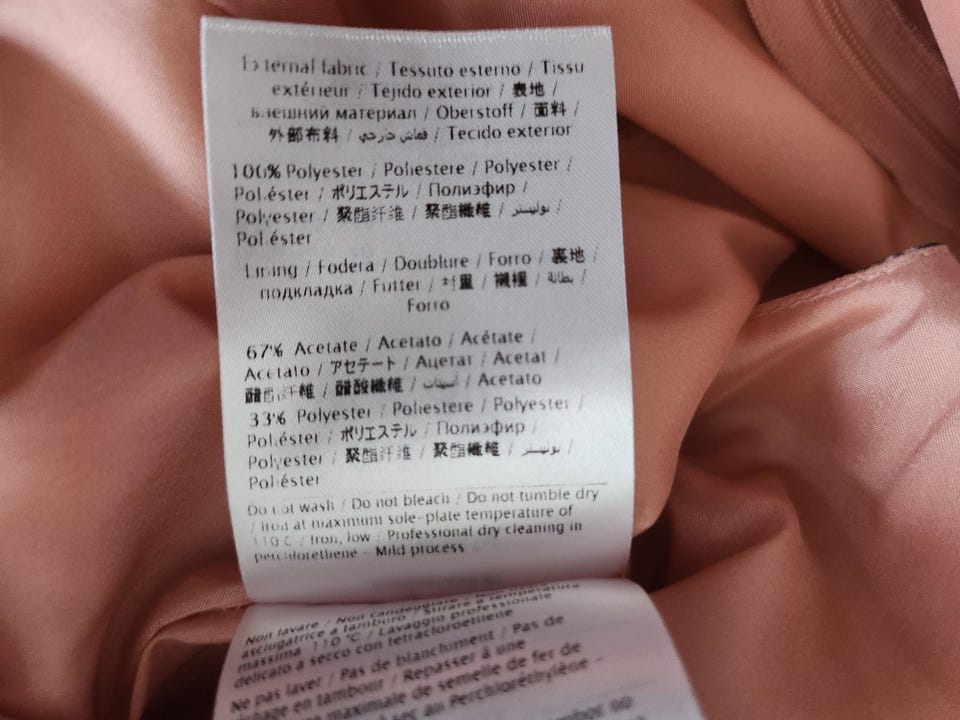 External fabric / Tessuto esterno / Tissu
extérieur / Tejido exterior / 表地 /
Внешний материал / Oberstoff / 面料 /
外部布料 / قماش خارجي / Tecido exterior
100% Polyester / Poliestere / Polyester /
Poliéster / ポリエステル / Полиэфир /
Polyester / 聚酯纤维 / 聚酯纖維 / بوليستر /
Poliéster
Lining / Fodera / Doublure / Forro / 裏地 /
подкладка / Futter / 衬里 / 襯裡 / بطانة /
Forro
67% Acetate / Acetato / Acétate /
Acetato / アセテート / Ацетат / Acetat /
醋酯纤维 / 醋酸纖維 / أسيتات / Acetato
33% Polyester / Poliestere / Polyester /
Poliéster / ポリエステル / Полиэфир /
Polyester / 聚酯纤维 / 聚酯纖維 / بوليستر /
Poliéster
Do not wash / Do not bleach / Do not tumble dry
/ Iron at maximum sole-plate temperature of
110 C / Iron, low / Professional dry cleaning in
perchlorethene - Mild process
Non lavare / Non candeggiare / Non
asciugatrice a tamburo / Stirare a temperatura
massima 110 °C / Lavaggio professionale
delicato a secco con tetracloroetilene
Ne pas laver / Pas de blanchiment / Pas de
séchage en tambour / Repasser à une
maximale de semelle de fer de
sec au Perchloréthylène -
no